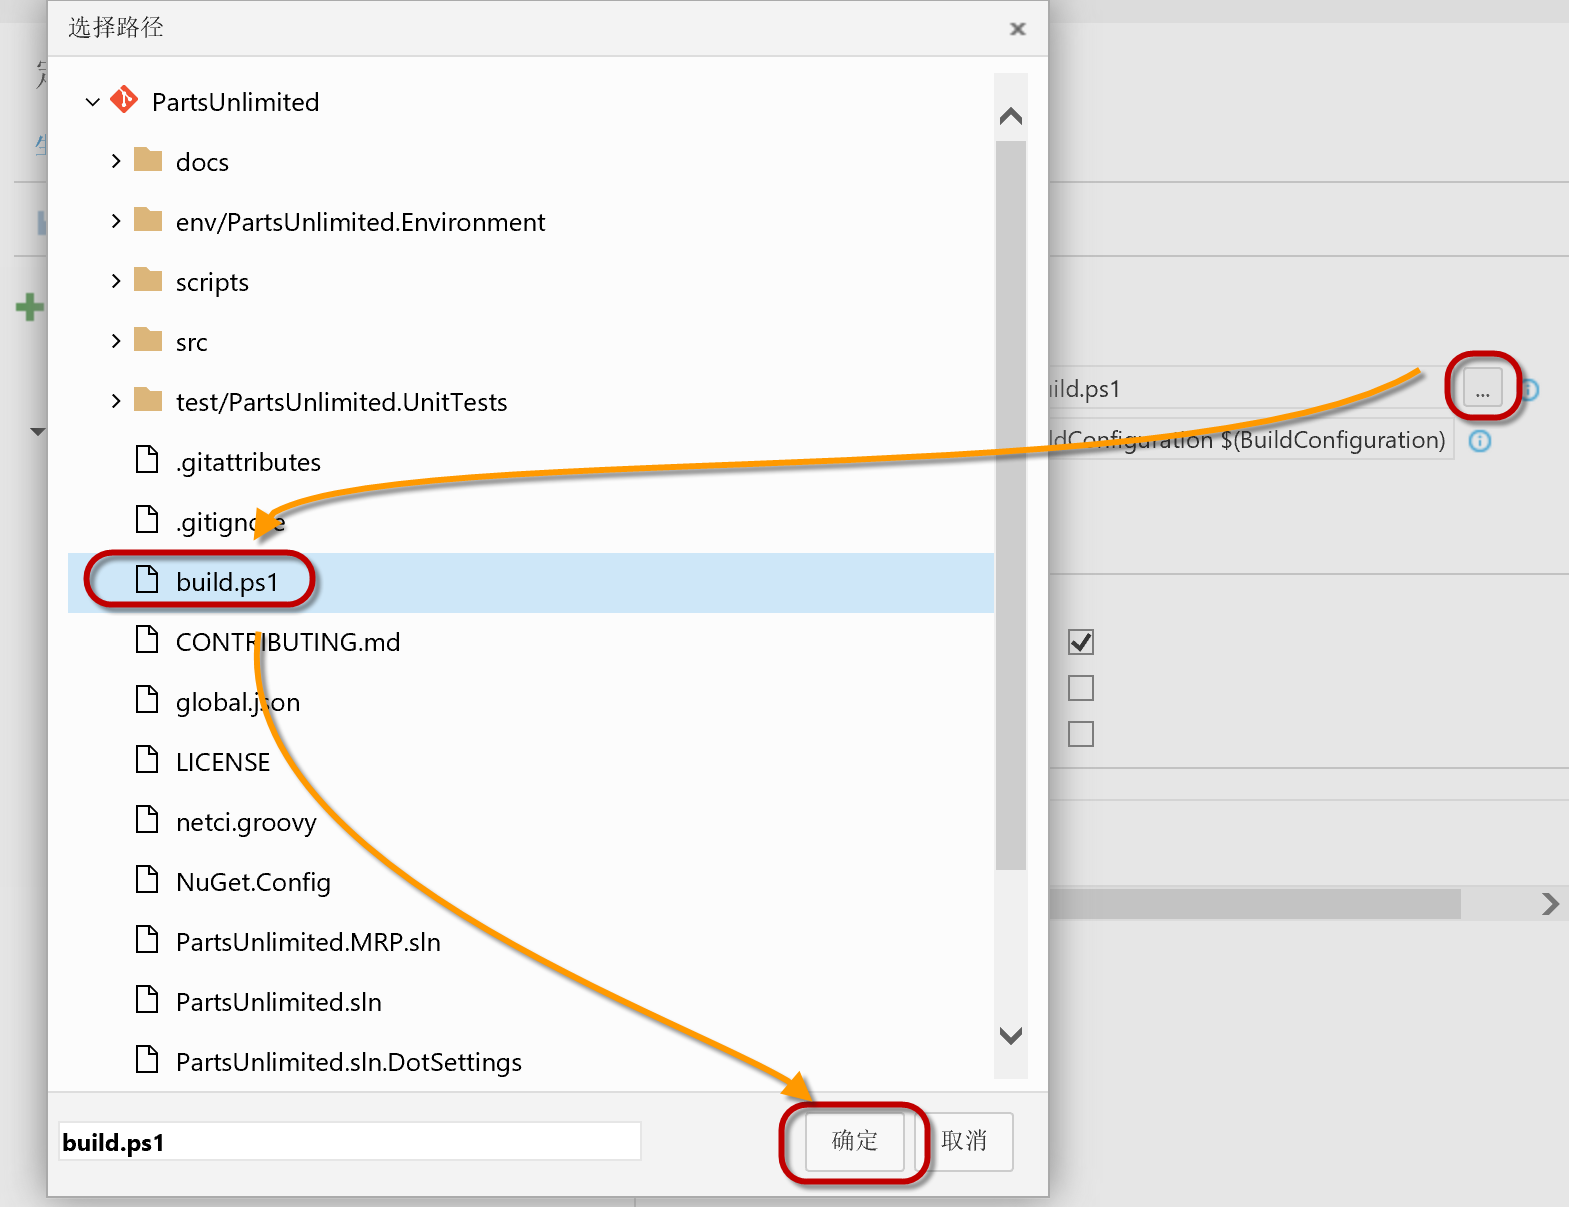 选择路径
PartsUnlimited
docs
env/PartsUnlimited.Environment
scripts
src
test/PartsUnlimited.UnitTests
ild.ps1
...
.gitattributes
ldConfiguration $(BuildConfiguration)
.gitignore
build.ps1
CONTRIBUTING.md
global.json
LICENSE
netci.groovy
NuGet.Config
PartsUnlimited.MRP.sln
PartsUnlimited.sln
PartsUnlimited.sln.DotSettings
build.ps1
确定
取消